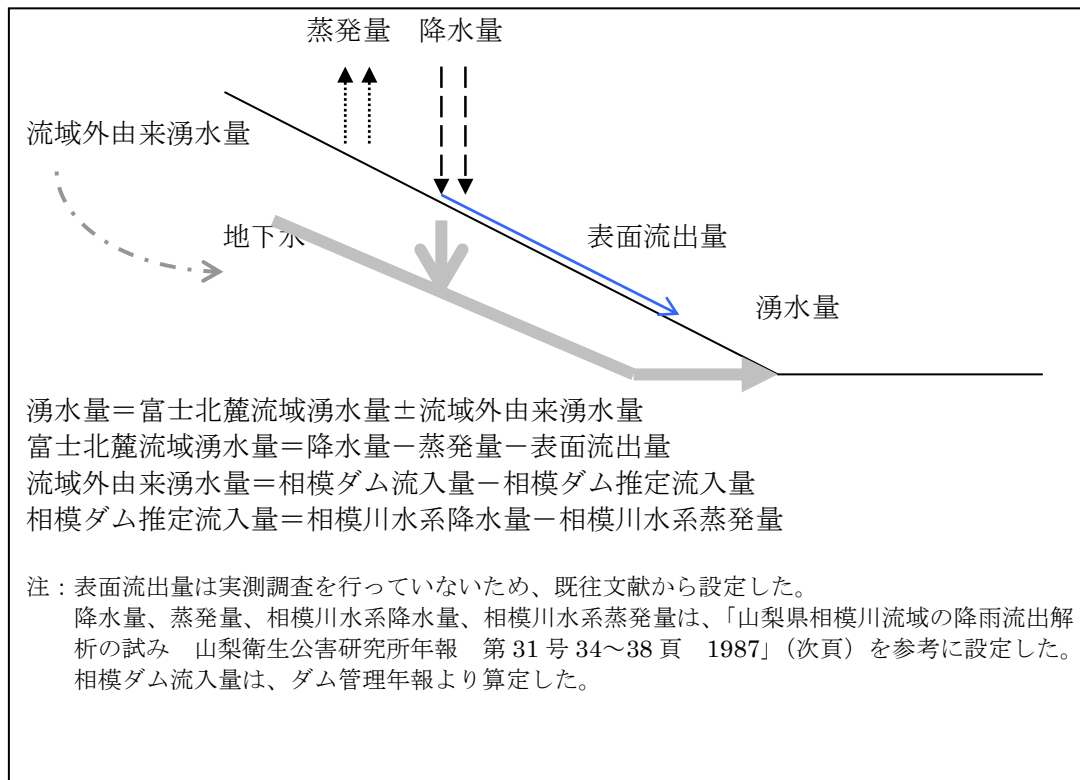 蒸発量　降水量
流域外由来湧水量
地下水
表面流出量
湧水量
湧水量＝富士北麓流域湧水量±流域外由来湧水量
富士北麓流域湧水量＝降水量－蒸発量－表面流出量
流域外由来湧水量＝相模ダム流入量－相模ダム推定流入量
相模ダム推定流入量＝相模川水系降水量－相模川水系蒸発量
注：表面流出量は実測調査を行っていないため、既往文献から設定した。
降水量、蒸発量、相模川水系降水量、相模川水系蒸発量は、「山梨県相模川流域の降雨流出解
析の試み　山梨衛生公害研究所年報　第 31 号 34～38 頁　1987」（次頁）を参考に設定した。
相模ダム流入量は、ダム管理年報より算定した。